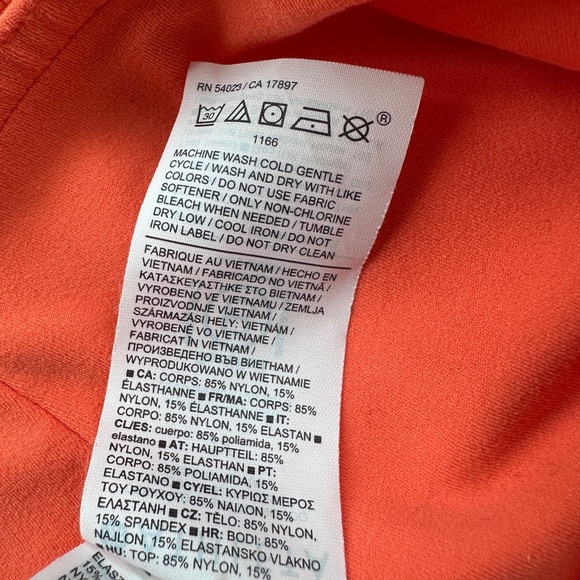 RN 54023 / CA 17897
30 ®
1166
MACHINE WASH COLD GENTLE
CYCLE / WASH AND DRY WITH LIKE
COLORS / DO NOT USE FABRIC
SOFTENER / ONLY NON-CHLORINE
BLEACH WHEN NEEDED / TUMBLE
DRY LOW / COOL IRON / DO NOT
IRON LABEL / DO NOT DRY CLEAN
FABRIQUE AU VIETNAM / HECHO EN
VIETNAM / FABRICADO NO VIETNÃ /
ΚΑΤΑΣΚΕΥΑΣΤΗΚΕ ΣΤΟ ΒΙΕΤΝΑΜ /
VYROBENO VE VIETNAMU / ZEMLJA
PROIZVODNJE VIJETNAM /
SZÁRMAZÁSI HELY: VIETNÁM /
VYROBENÉ VO VIETNAME /
FABRICAT ÎN VIETNAM /
ПРОИЗВЕДЕНО ВЪВ ВИЕТНАМ /
WYPRODUKOWANO W WIETNAMIE
■ CA: CORPS: 85% NYLON, 15%
ÉLASTHANNE ■ FR/MA: CORPS: 85%
NYLON, 15% ÉLASTHANNE ■ IT:
CORPO: 85% NYLON, 15% ELASTAN ■
CL/ES: cuerpo: 85% poliamida, 15%
elastano ■ AT: HAUPTTEIL: 85%
NYLON, 15% ELASTHAN ■ PT:
CORPO: 85% POLIAMIDA, 15%
ELASTANO ■ CY/EL: ΚΥΡΙΩΣ ΜΕΡΟΣ
ΤΟΥ ΡΟΥΧΟΥ: 85% ΝΑΙΛΟΝ, 15%
ΕΛΑΣΤΑΝΗ ■ CZ: TĚLO: 85% NYLON,
15% SPANDEX ■ HR: BODI: 85%
NAJLON, 15% ELASTANSKO VLAKNO
HU: TOP: 85% NYLON, 15%